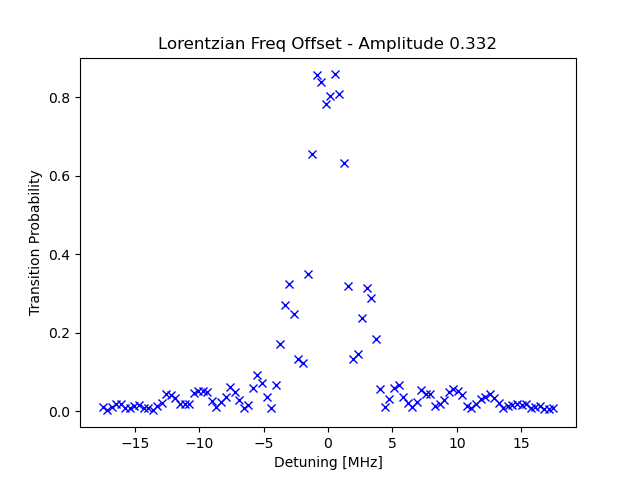 Lorentzian Freq Offset - Amplitude 0.332
Transition Probability
0.8
0.6
0.4
0.2
0.0
−15 −10 −5 0 5 10 15
Detuning [MHz]